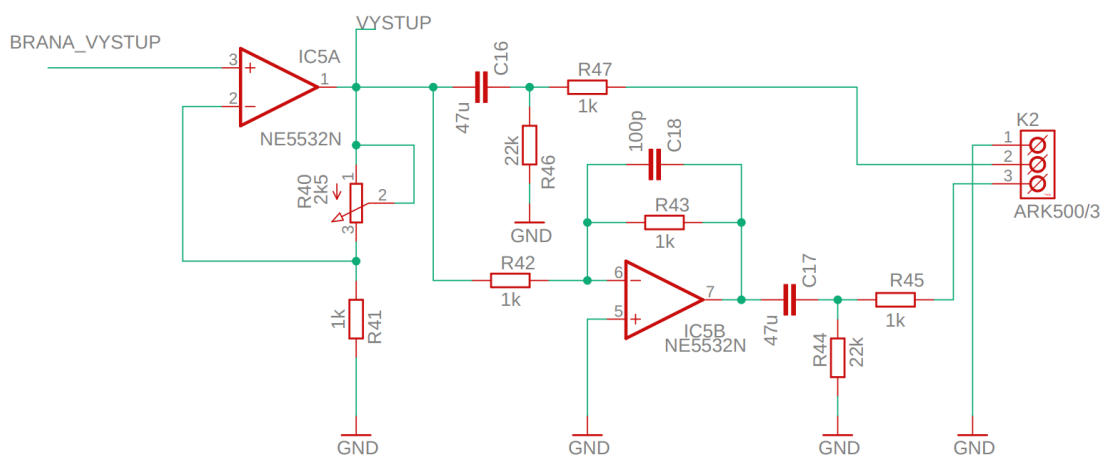 VYSTUP
BRANA_VYSTUP
IC5A
3
1
2
NE5532N
C16
47u
R47
1k
22k
R46
GND
100p
C18
R43
1k
K2
1
2
3
ARK500/3
R40
2k5
1
2
3
R42
1k
6
7
5
IC5B
NE5532N
C17
47u
R45
1k
1k
R41
R44
22k
GND
GND
GND
GND